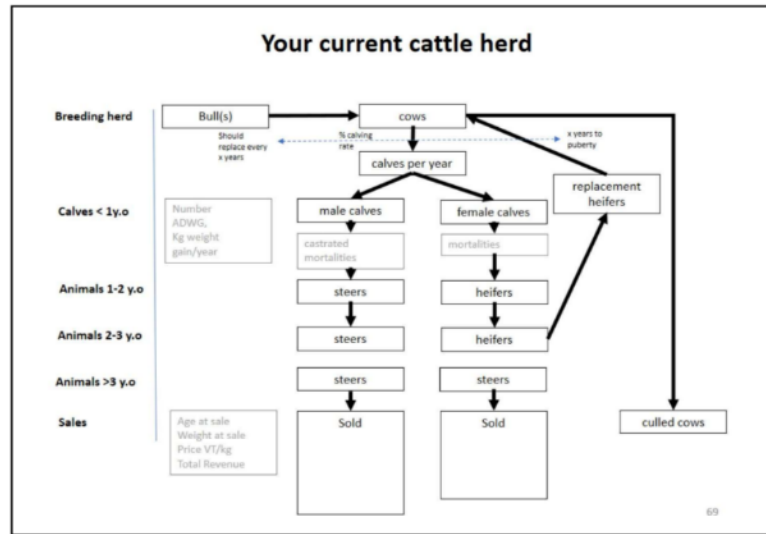 Your current cattle herd
Breeding herd
Bull(s)
cows
Should
replace every
x years
% calving
rate
x years to
puberty
calves per year
replacement
heifers
Calves < 1y.o
Number
ADWG,
Kg weight
gain/year
male calves
female calves
castrated
mortalities
mortalities
Animals 1-2 y.o
steers
heifers
Animals 2-3 y.o
steers
heifers
Animals >3 y.o
steers
steers
Sales
Age at sale
Weight at sale
Price VT/kg
Total Revenue
Sold
Sold
culled cows
69